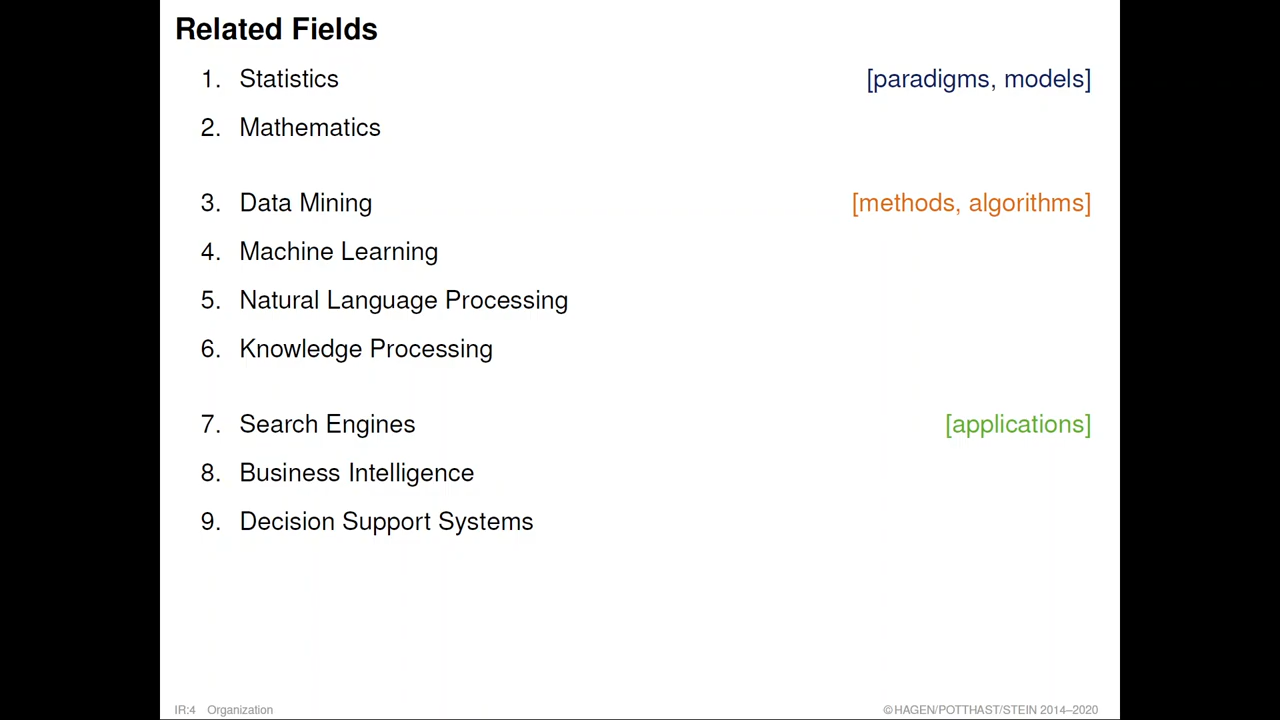 Related Fields
1. Statistics [paradigms, models]
2. Mathematics
3. Data Mining [methods, algorithms]
4. Machine Learning
5. Natural Language Processing
6. Knowledge Processing
7. Search Engines [applications]
8. Business Intelligence
9. Decision Support Systems
IR:4 Organization ©HAGEN/POTTHAST/STEIN 2014–2020